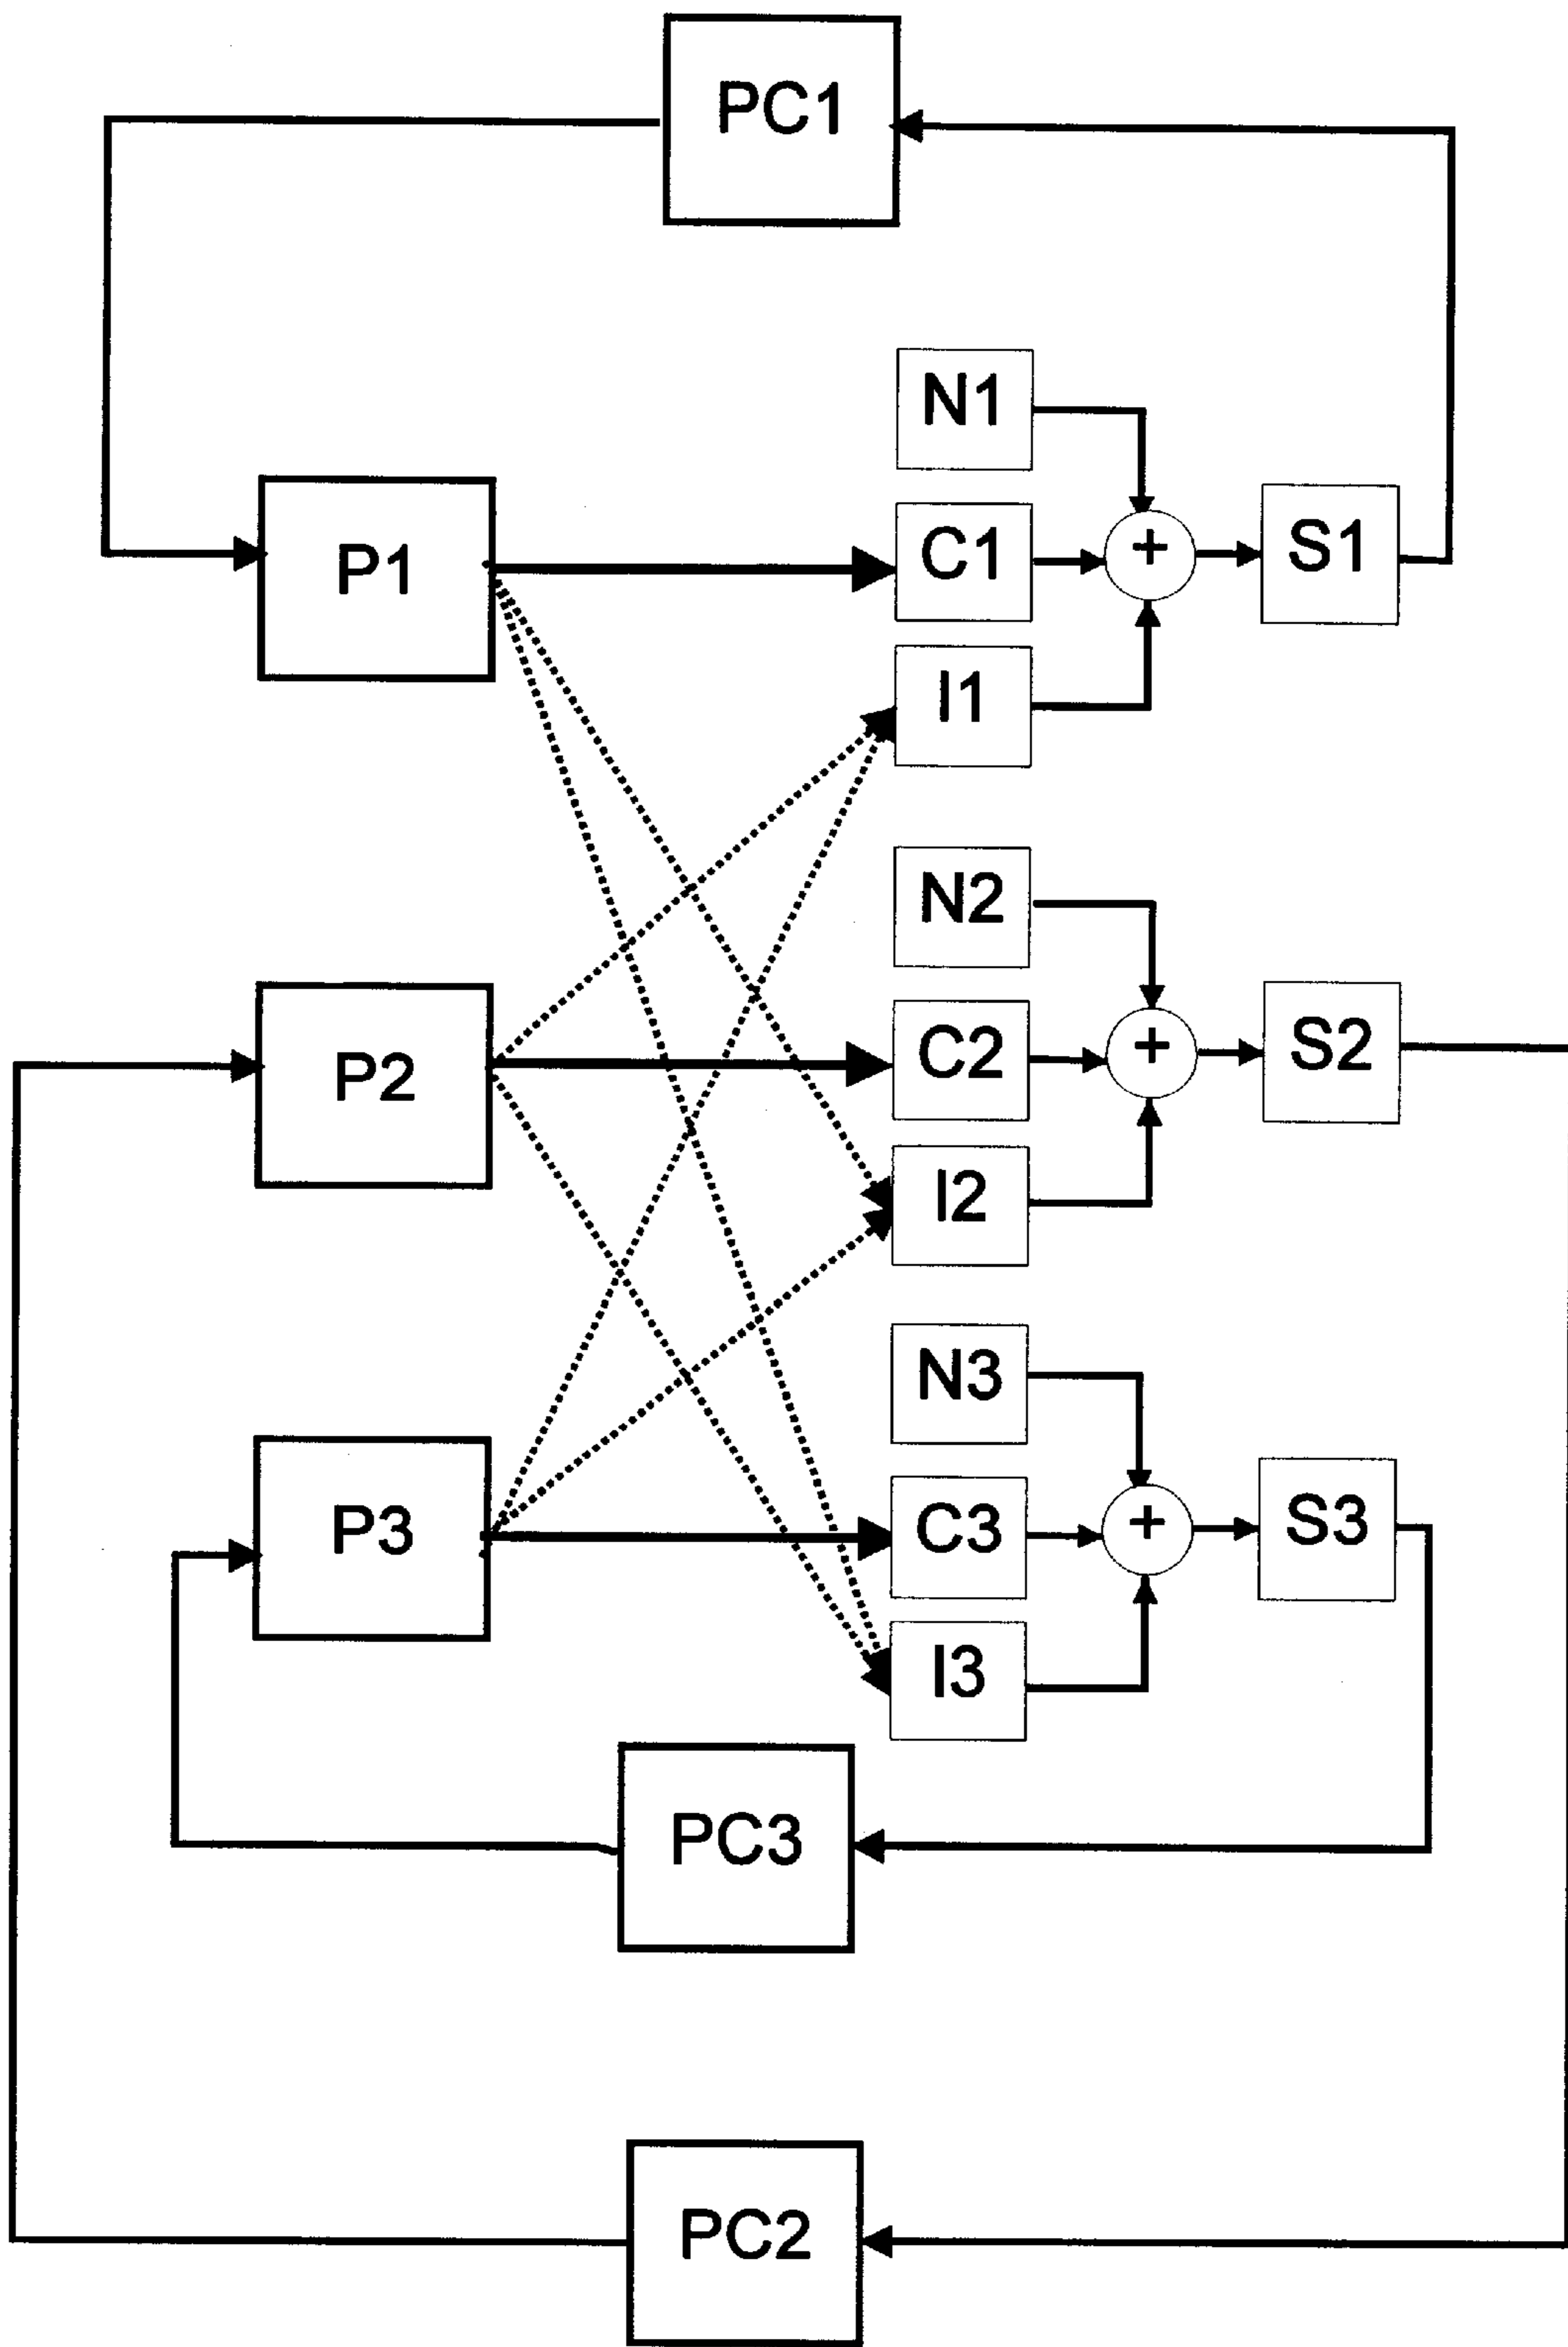 PC1
N1
P1
C1
+
S1
I1
N2
P2
C2
+
S2
I2
N3
P3
C3
+
S3
I3
PC3
PC2